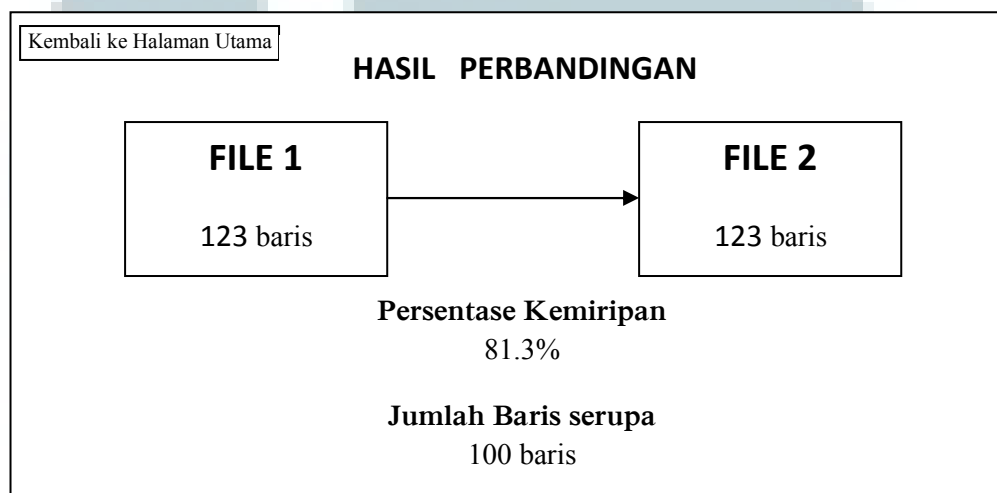 Kembali ke Halaman Utama
HASIL PERBANDINGAN
FILE 1
123 baris
FILE 2
123 baris
Persentase Kemiripan
81.3%
Jumlah Baris serupa
100 baris